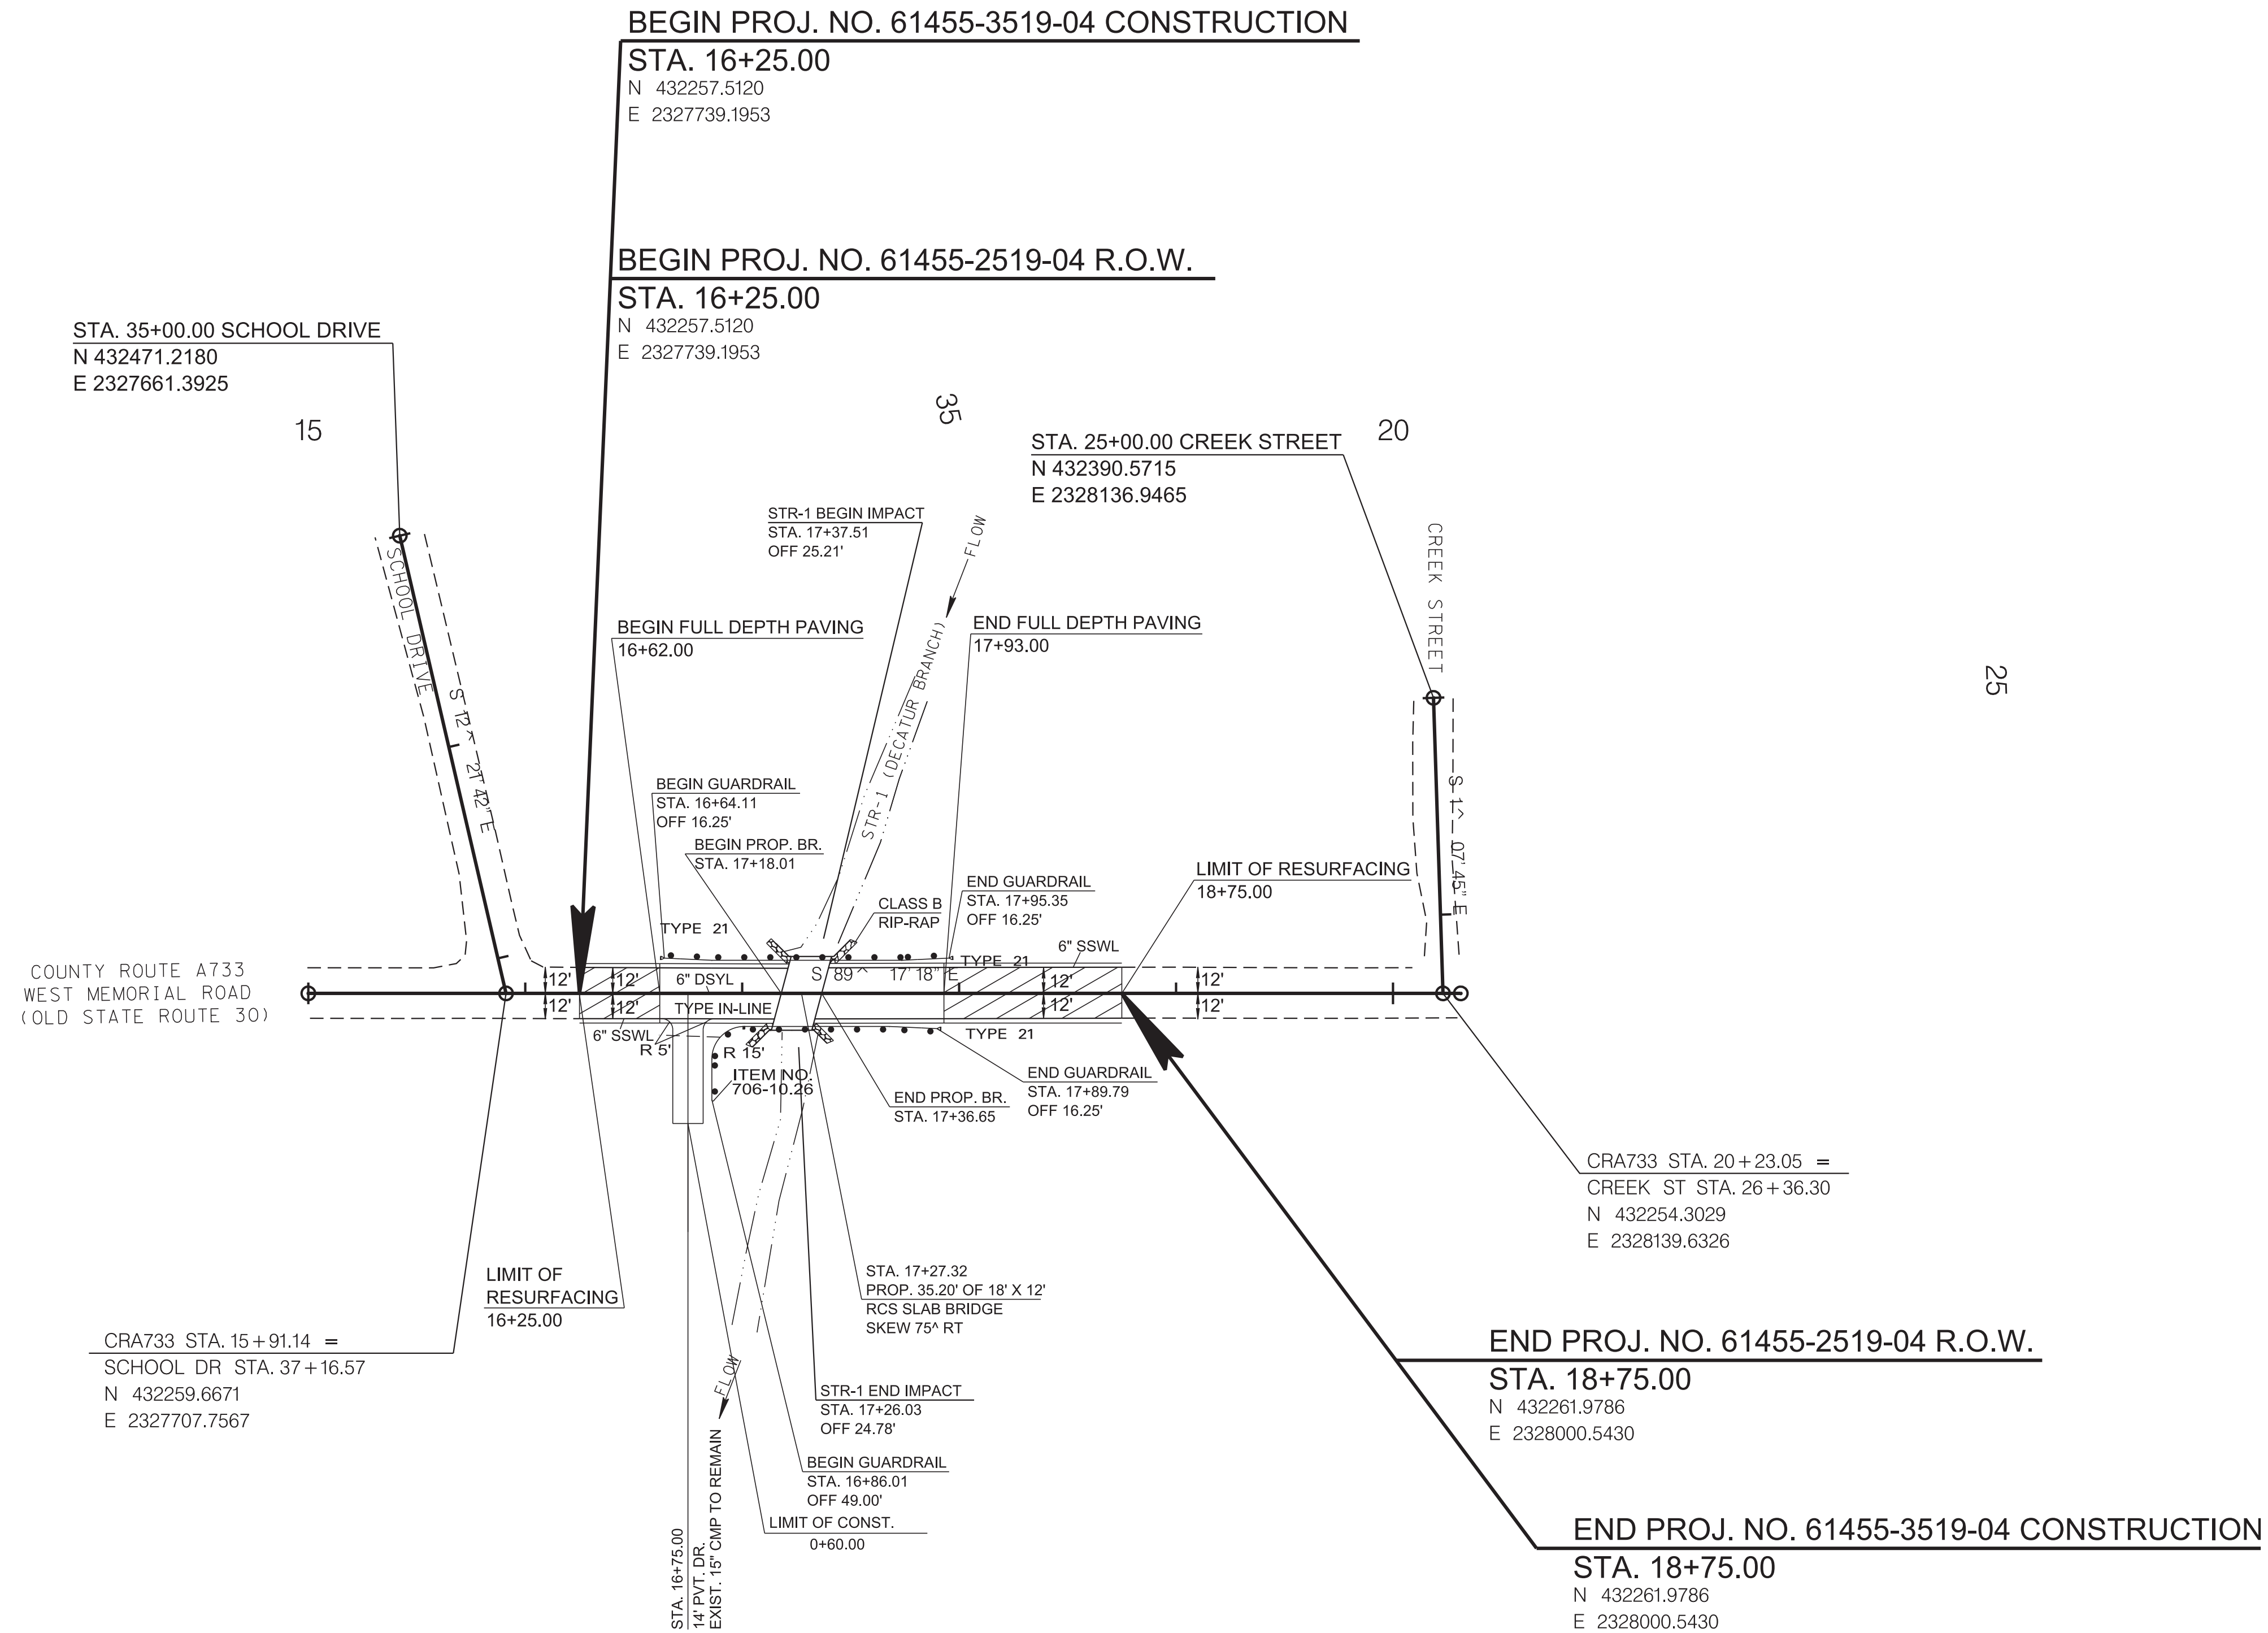 BEGIN PROJ. NO. 61455-3519-04 CONSTRUCTION
STA. 16+25.00
N 432257.5120
E 2327739.1953
BEGIN PROJ. NO. 61455-2519-04 R.O.W.
STA. 16+25.00
N 432257.5120
E 2327739.1953
STA. 35+00.00 SCHOOL DRIVE
N 432471.2180
E 2327661.3925
15
35
20
STA. 25+00.00 CREEK STREET
N 432390.5715
E 2328136.9465
STR-1 BEGIN IMPACT
STA. 17+37.51
OFF 25.21'
FLOW
CREEK STREET
SCHOOL DRIVE
S 12^ 21' 42" E
BEGIN FULL DEPTH PAVING
16+62.00
STR-1 (DECATUR BRANCH)
END FULL DEPTH PAVING
17+93.00
25
S 1^ 07' 45" E
BEGIN GUARDRAIL
STA. 16+64.11
OFF 16.25'
BEGIN PROP. BR.
STA. 17+18.01
CLASS B
RIP-RAP
END GUARDRAIL
STA. 17+95.35
OFF 16.25'
LIMIT OF RESURFACING
18+75.00
TYPE 21
TYPE 21
6" SSWL
COUNTY ROUTE A733
WEST MEMORIAL ROAD
(OLD STATE ROUTE 30)
12'
12'
6" DSYL
S 89^ 17' 18" E
12'
12'
12'
12'
TYPE IN-LINE
12'
12'
6" SSWL
R 5'
R 15'
TYPE 21
ITEM NO.
706-10.26
END PROP. BR.
STA. 17+36.65
END GUARDRAIL
STA. 17+89.79
OFF 16.25'
CRA733 STA. 20+23.05 =
CREEK ST STA. 26+36.30
N 432254.3029
E 2328139.6326
LIMIT OF
RESURFACING
16+25.00
STA. 17+27.32
PROP. 35.20' OF 18' X 12'
RCS SLAB BRIDGE
SKEW 75^ RT
CRA733 STA. 15+91.14 =
SCHOOL DR STA. 37+16.57
N 432259.6671
E 2327707.7567
FLOW
STR-1 END IMPACT
STA. 17+26.03
OFF 24.78'
END PROJ. NO. 61455-2519-04 R.O.W.
STA. 18+75.00
N 432261.9786
E 2328000.5430
BEGIN GUARDRAIL
STA. 16+86.01
OFF 49.00'
LIMIT OF CONST.
0+60.00
STA. 16+75.00
14' PVT. DR.
EXIST. 15" CMP TO REMAIN
END PROJ. NO. 61455-3519-04 CONSTRUCTION
STA. 18+75.00
N 432261.9786
E 2328000.5430